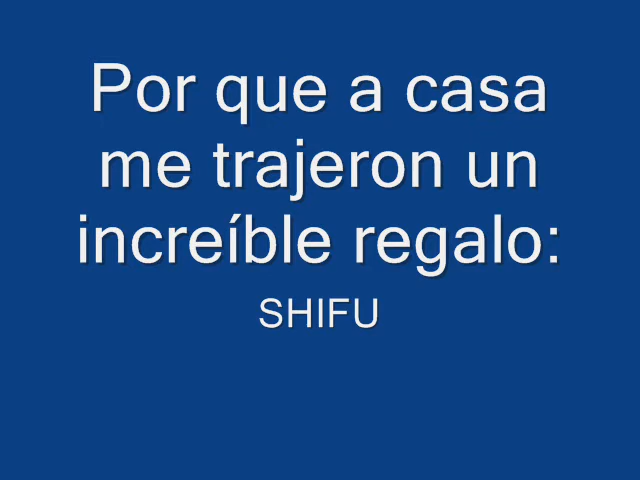 Por que a casa
me trajeron un
increíble regalo:
SHIFU